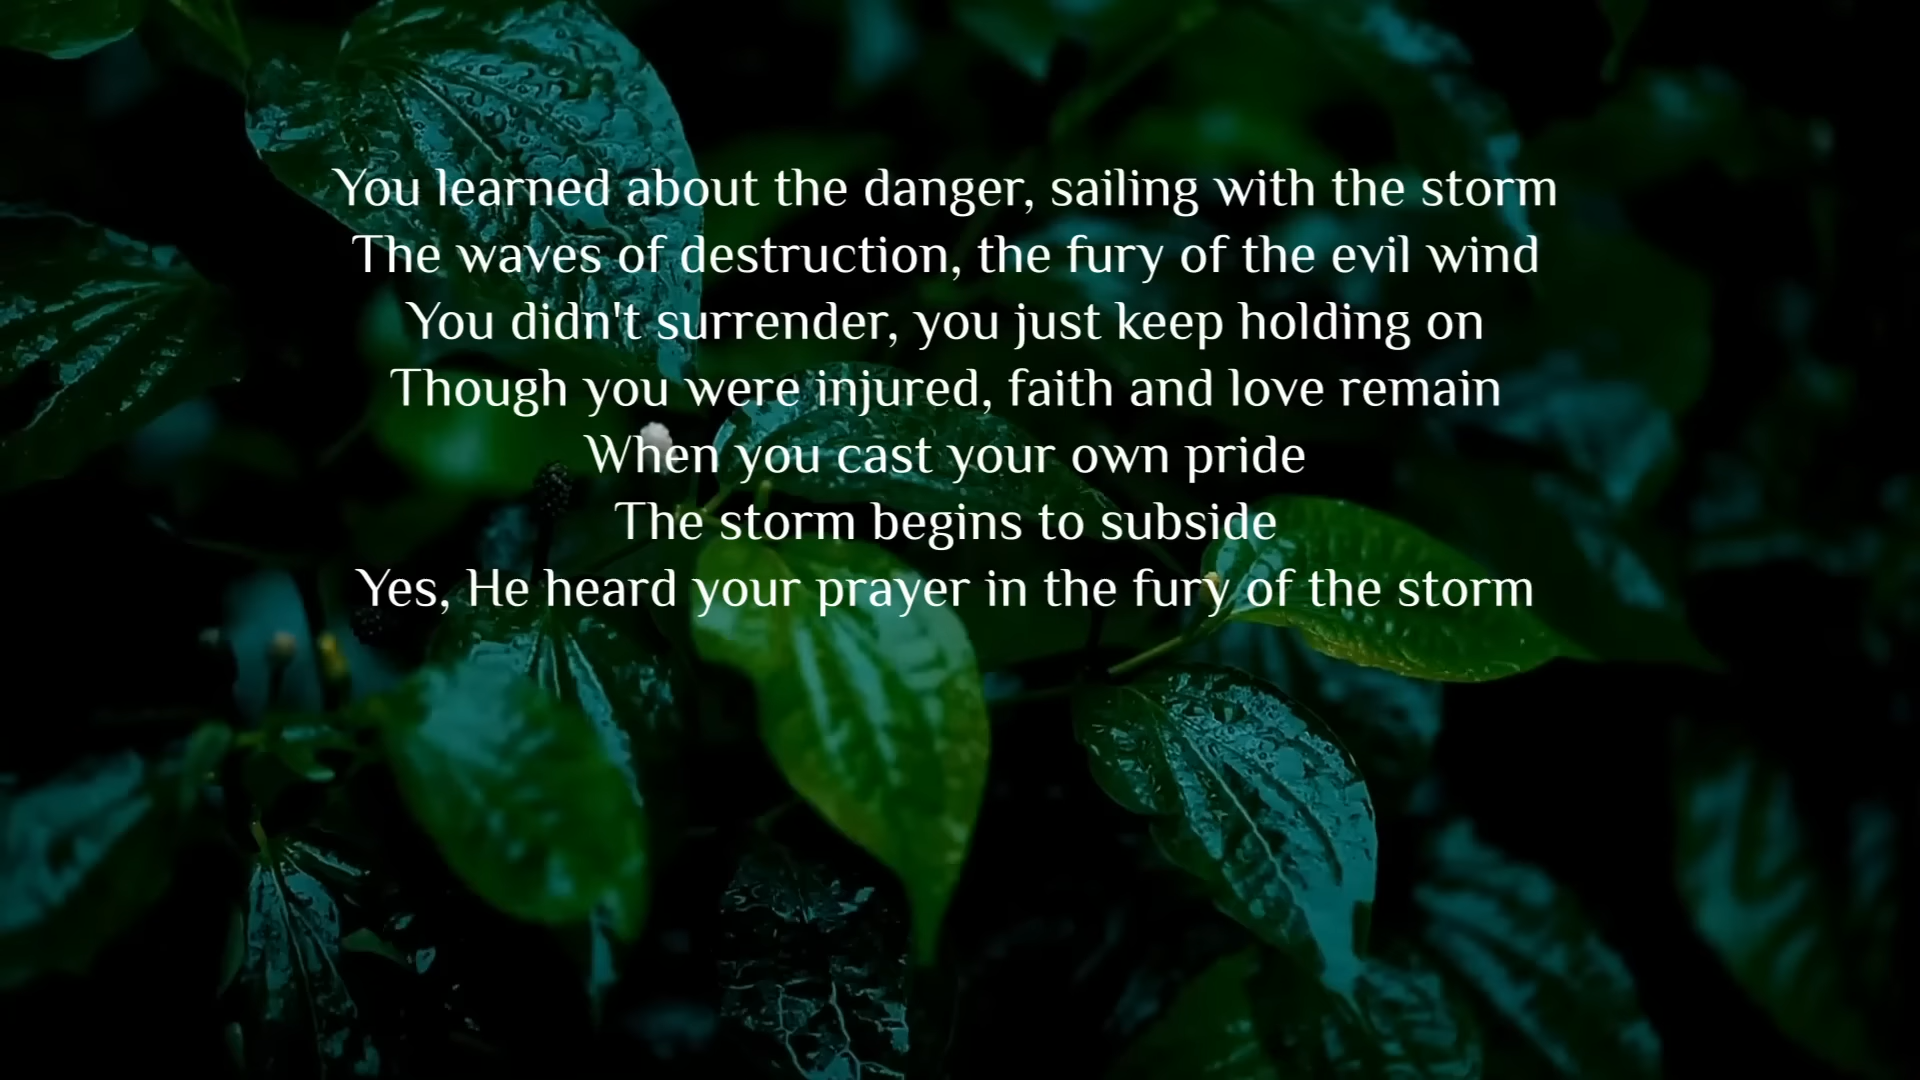 You learned about the danger, sailing with the storm
The waves of destruction, the fury of the evil wind
You didn't surrender, you just keep holding on
Though you were injured, faith and love remain
When you cast your own pride
The storm begins to subside
Yes, He heard your prayer in the fury of the storm